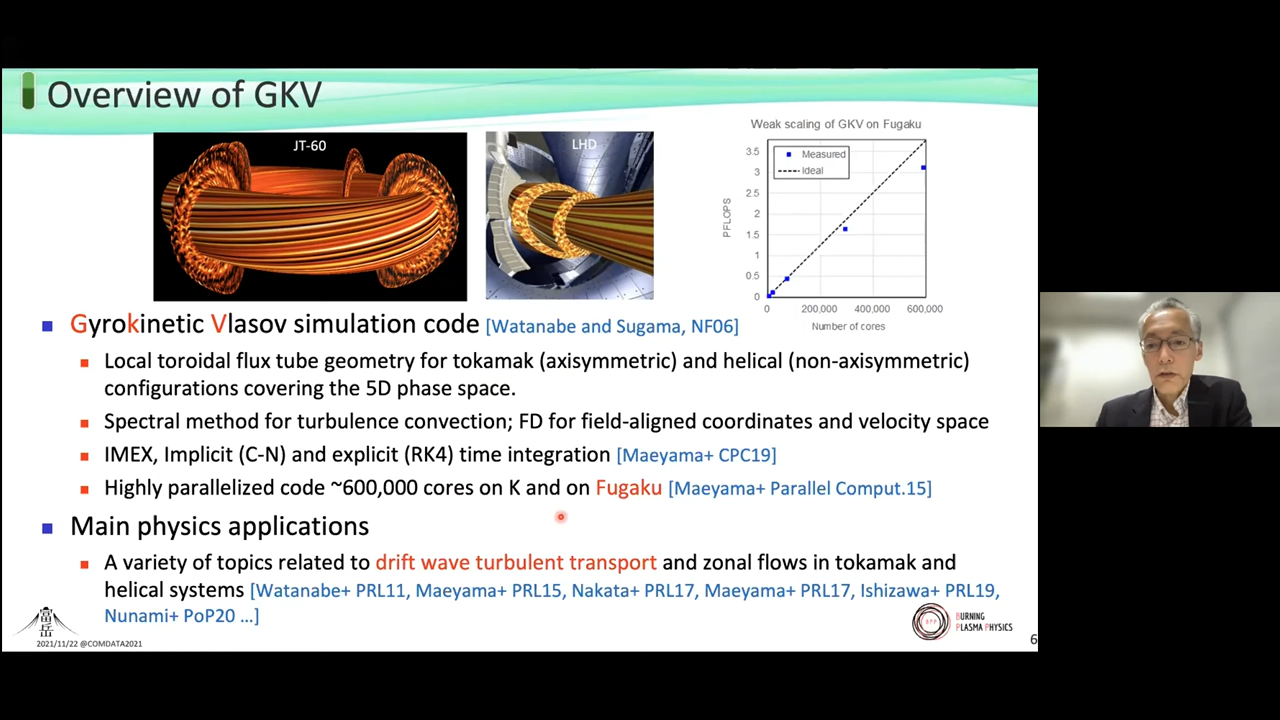 Overview of GKV
JT-60
LHD
Weak scaling of GKV on Fugaku
3.5
3
2.5
2
1.5
1
0.5
0
PFLOPS
Measured
Ideal
0 200,000 400,000 600,000
Number of cores
Gyrokinetic Vlasov simulation code [Watanabe and Sugama, NF06]
Local toroidal flux tube geometry for tokamak (axisymmetric) and helical (non-axisymmetric)
configurations covering the 5D phase space.
Spectral method for turbulence convection; FD for field-aligned coordinates and velocity space
IMEX, Implicit (C-N) and explicit (RK4) time integration [Maeyama+ CPC19]
Highly parallelized code ~600,000 cores on K and on Fugaku [Maeyama+ Parallel Comput.15]
Main physics applications
A variety of topics related to drift wave turbulent transport and zonal flows in tokamak and
helical systems [Watanabe+ PRL11, Maeyama+ PRL15, Nakata+ PRL17, Maeyama+ PRL17, Ishizawa+ PRL19,
Nunami+ PoP20 ...]
富
岳
2021/11/22 @COMDATA2021
BPP
BURNING
PLASMA PHYSICS
6